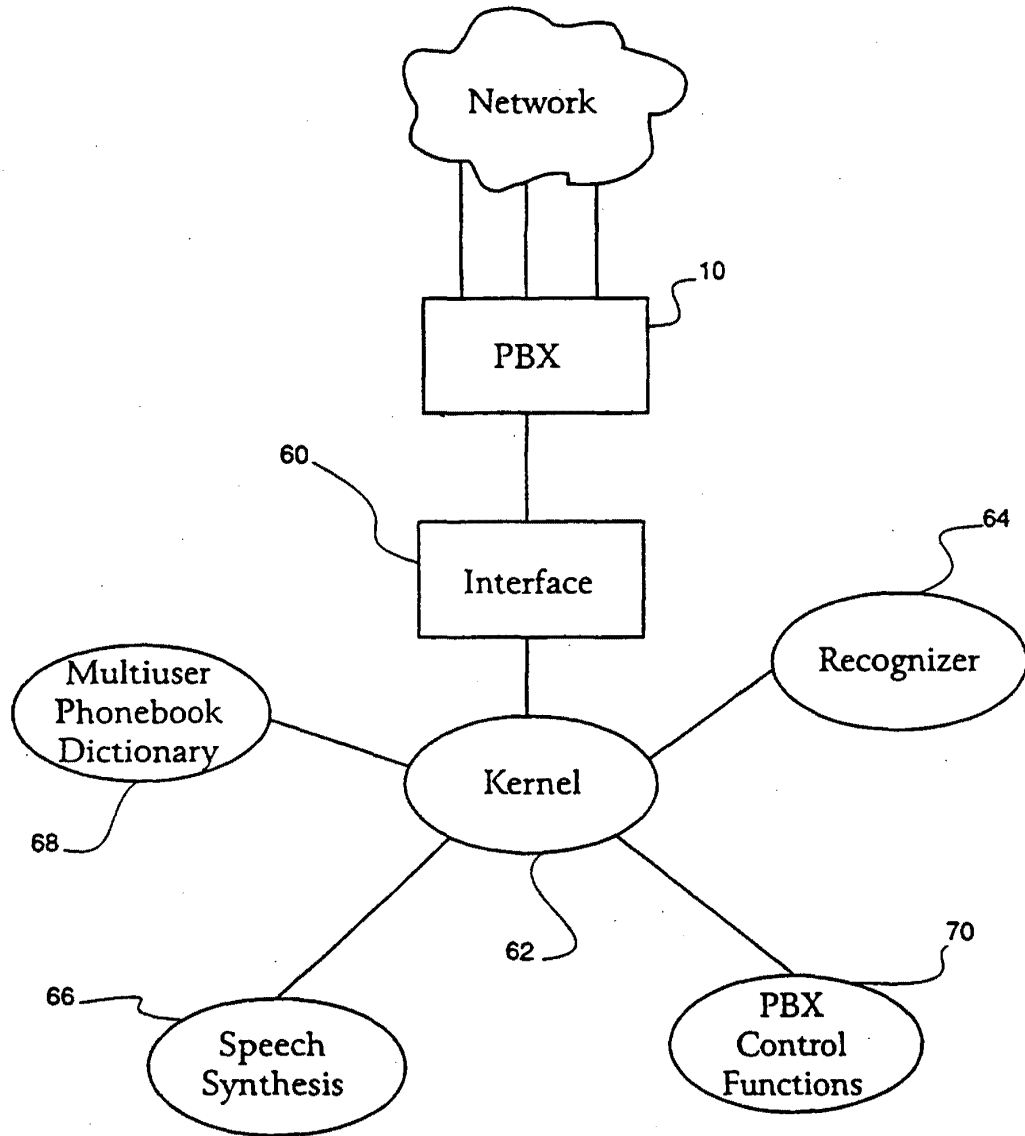 Network
10
PBX
60
Interface
64
Recognizer
Multiuser
Phonebook
Dictionary
Kernel
68
62
70
66
Speech
Synthesis
PBX
Control
Functions